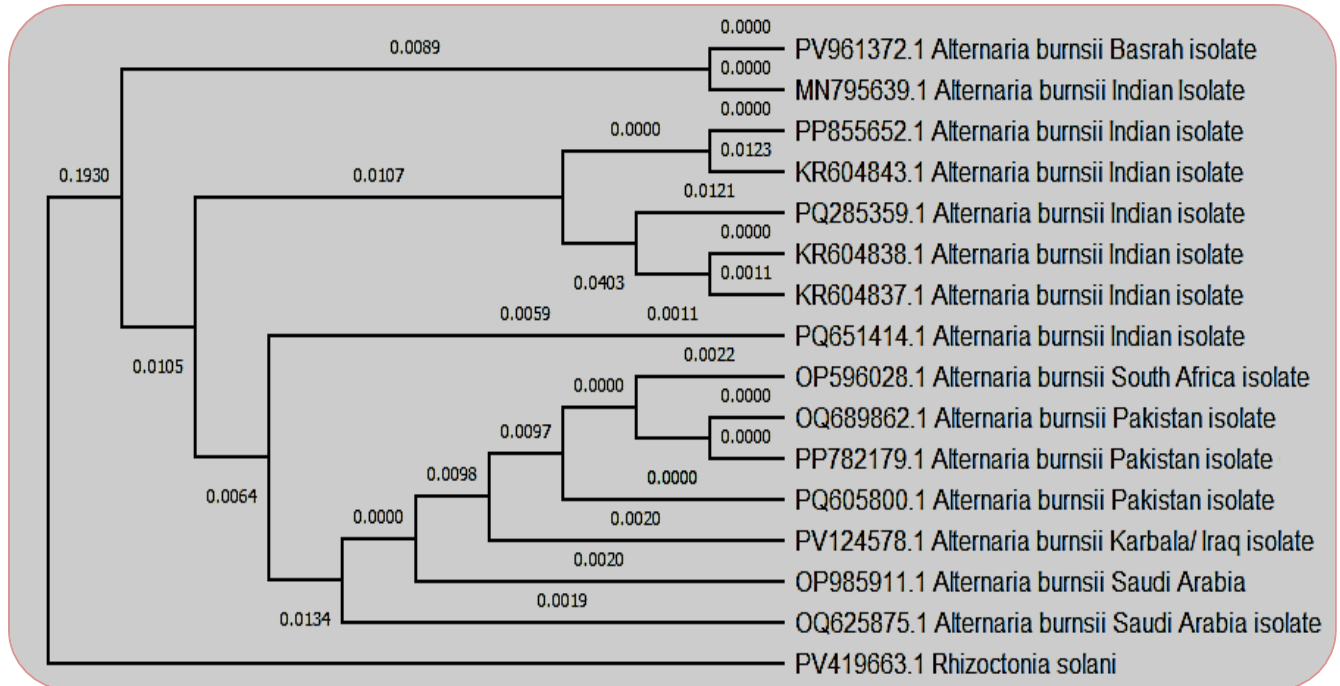 0.0000
0.0089
PV961372.1 Alternaria burnsii Basrah isolate
0.0000
MN795639.1 Alternaria burnsii Indian Isolate
0.0000
0.0000
PP855652.1 Alternaria burnsii Indian isolate
0.0123
0.1930
0.0107
KR604843.1 Alternaria burnsii Indian isolate
0.0121
PQ285359.1 Alternaria burnsii Indian isolate
0.0000
KR604838.1 Alternaria burnsii Indian isolate
0.0011
0.0403
KR604837.1 Alternaria burnsii Indian isolate
0.0059
0.0011
PQ651414.1 Alternaria burnsii Indian isolate
0.0105
0.0022
OP596028.1 Alternaria burnsii South Africa isolate
0.0000
0.0000
OQ689862.1 Alternaria burnsii Pakistan isolate
0.0097
0.0000
PP782179.1 Alternaria burnsii Pakistan isolate
0.0098
0.0000
0.0064
PQ605800.1 Alternaria burnsii Pakistan isolate
0.0000
0.0020
PV124578.1 Alternaria burnsii Karbala/ Iraq isolate
0.0020
OP985911.1 Alternaria burnsii Saudi Arabia
0.0019
0.0134
OQ625875.1 Alternaria burnsii Saudi Arabia isolate
PV419663.1 Rhizoctonia solani